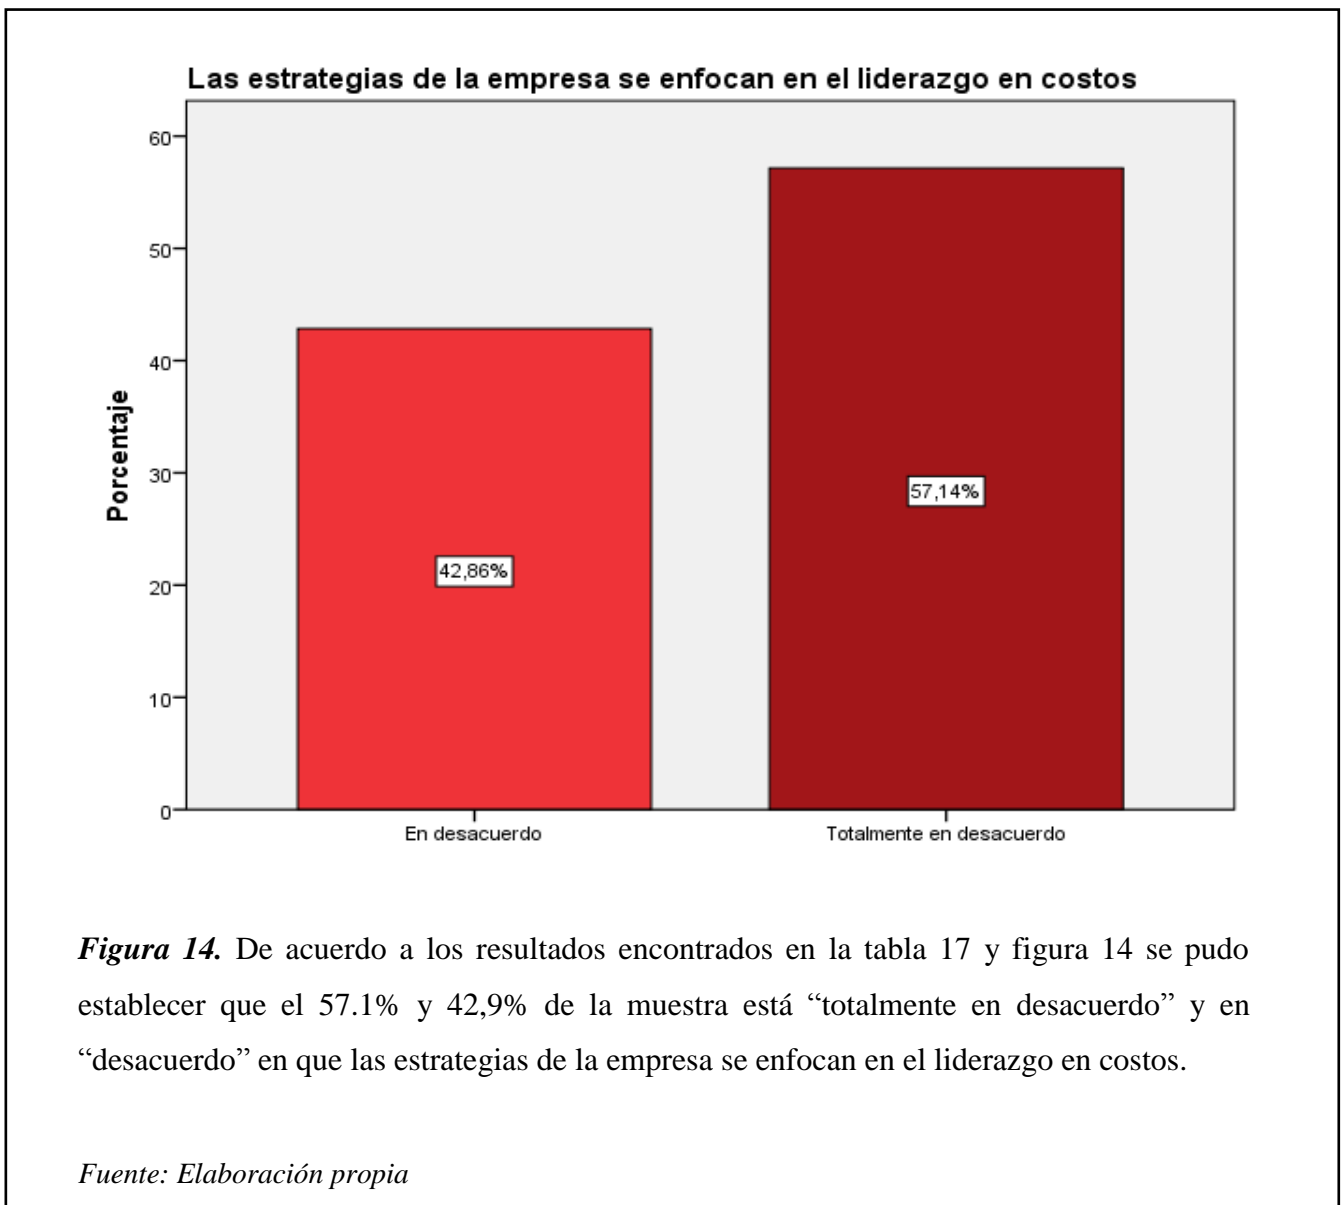 Las estrategias de la empresa se enfocan en el liderazgo en costos
Porcentaje
60
50
40
30
20
10
0
42,86%
57,14%
En desacuerdo
Totalmente en desacuerdo
Figura 14. De acuerdo a los resultados encontrados en la tabla 17 y figura 14 se pudo
establecer que el 57.1% y 42,9% de la muestra está “totalmente en desacuerdo” y en
“desacuerdo” en que las estrategias de la empresa se enfocan en el liderazgo en costos.
Fuente: Elaboración propia